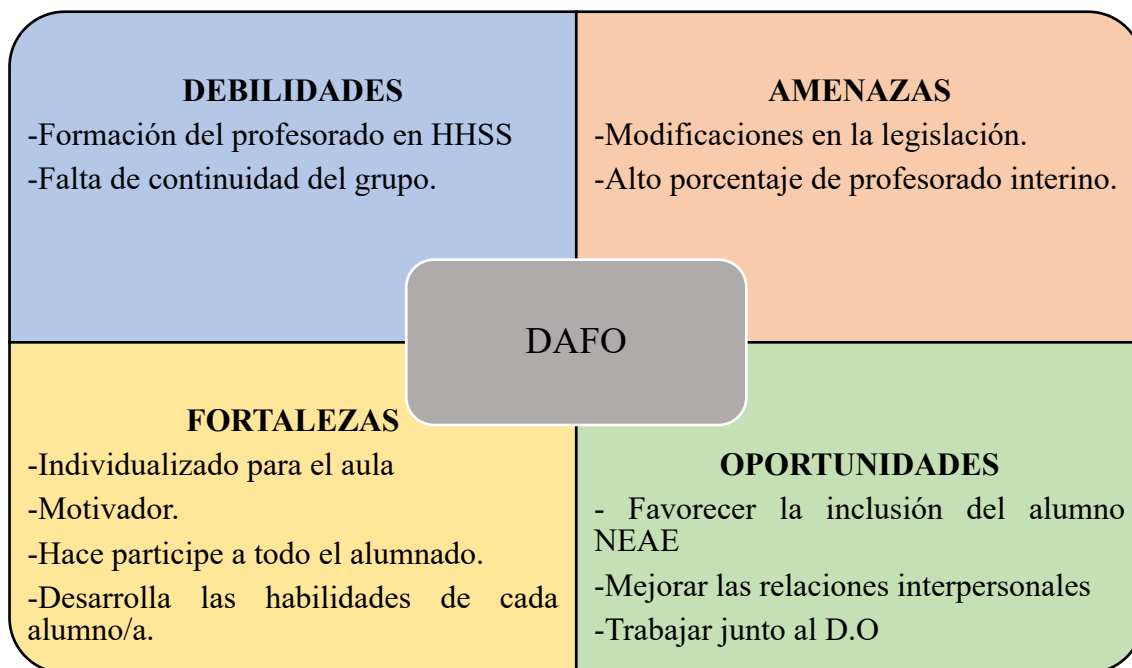 DEBILIDADES
-Formación del profesorado en HHSS
-Falta de continuidad del grupo.
AMENAZAS
-Modificaciones en la legislación.
-Alto porcentaje de profesorado interino.
DAFO
FORTALEZAS
-Individualizado para el aula
-Motivador.
-Hace participe a todo el alumnado.
-Desarrolla las habilidades de cada
alumno/a.
OPORTUNIDADES
- Favorecer la inclusión del alumno
NEAE
-Mejorar las relaciones interpersonales
-Trabajar junto al D.O